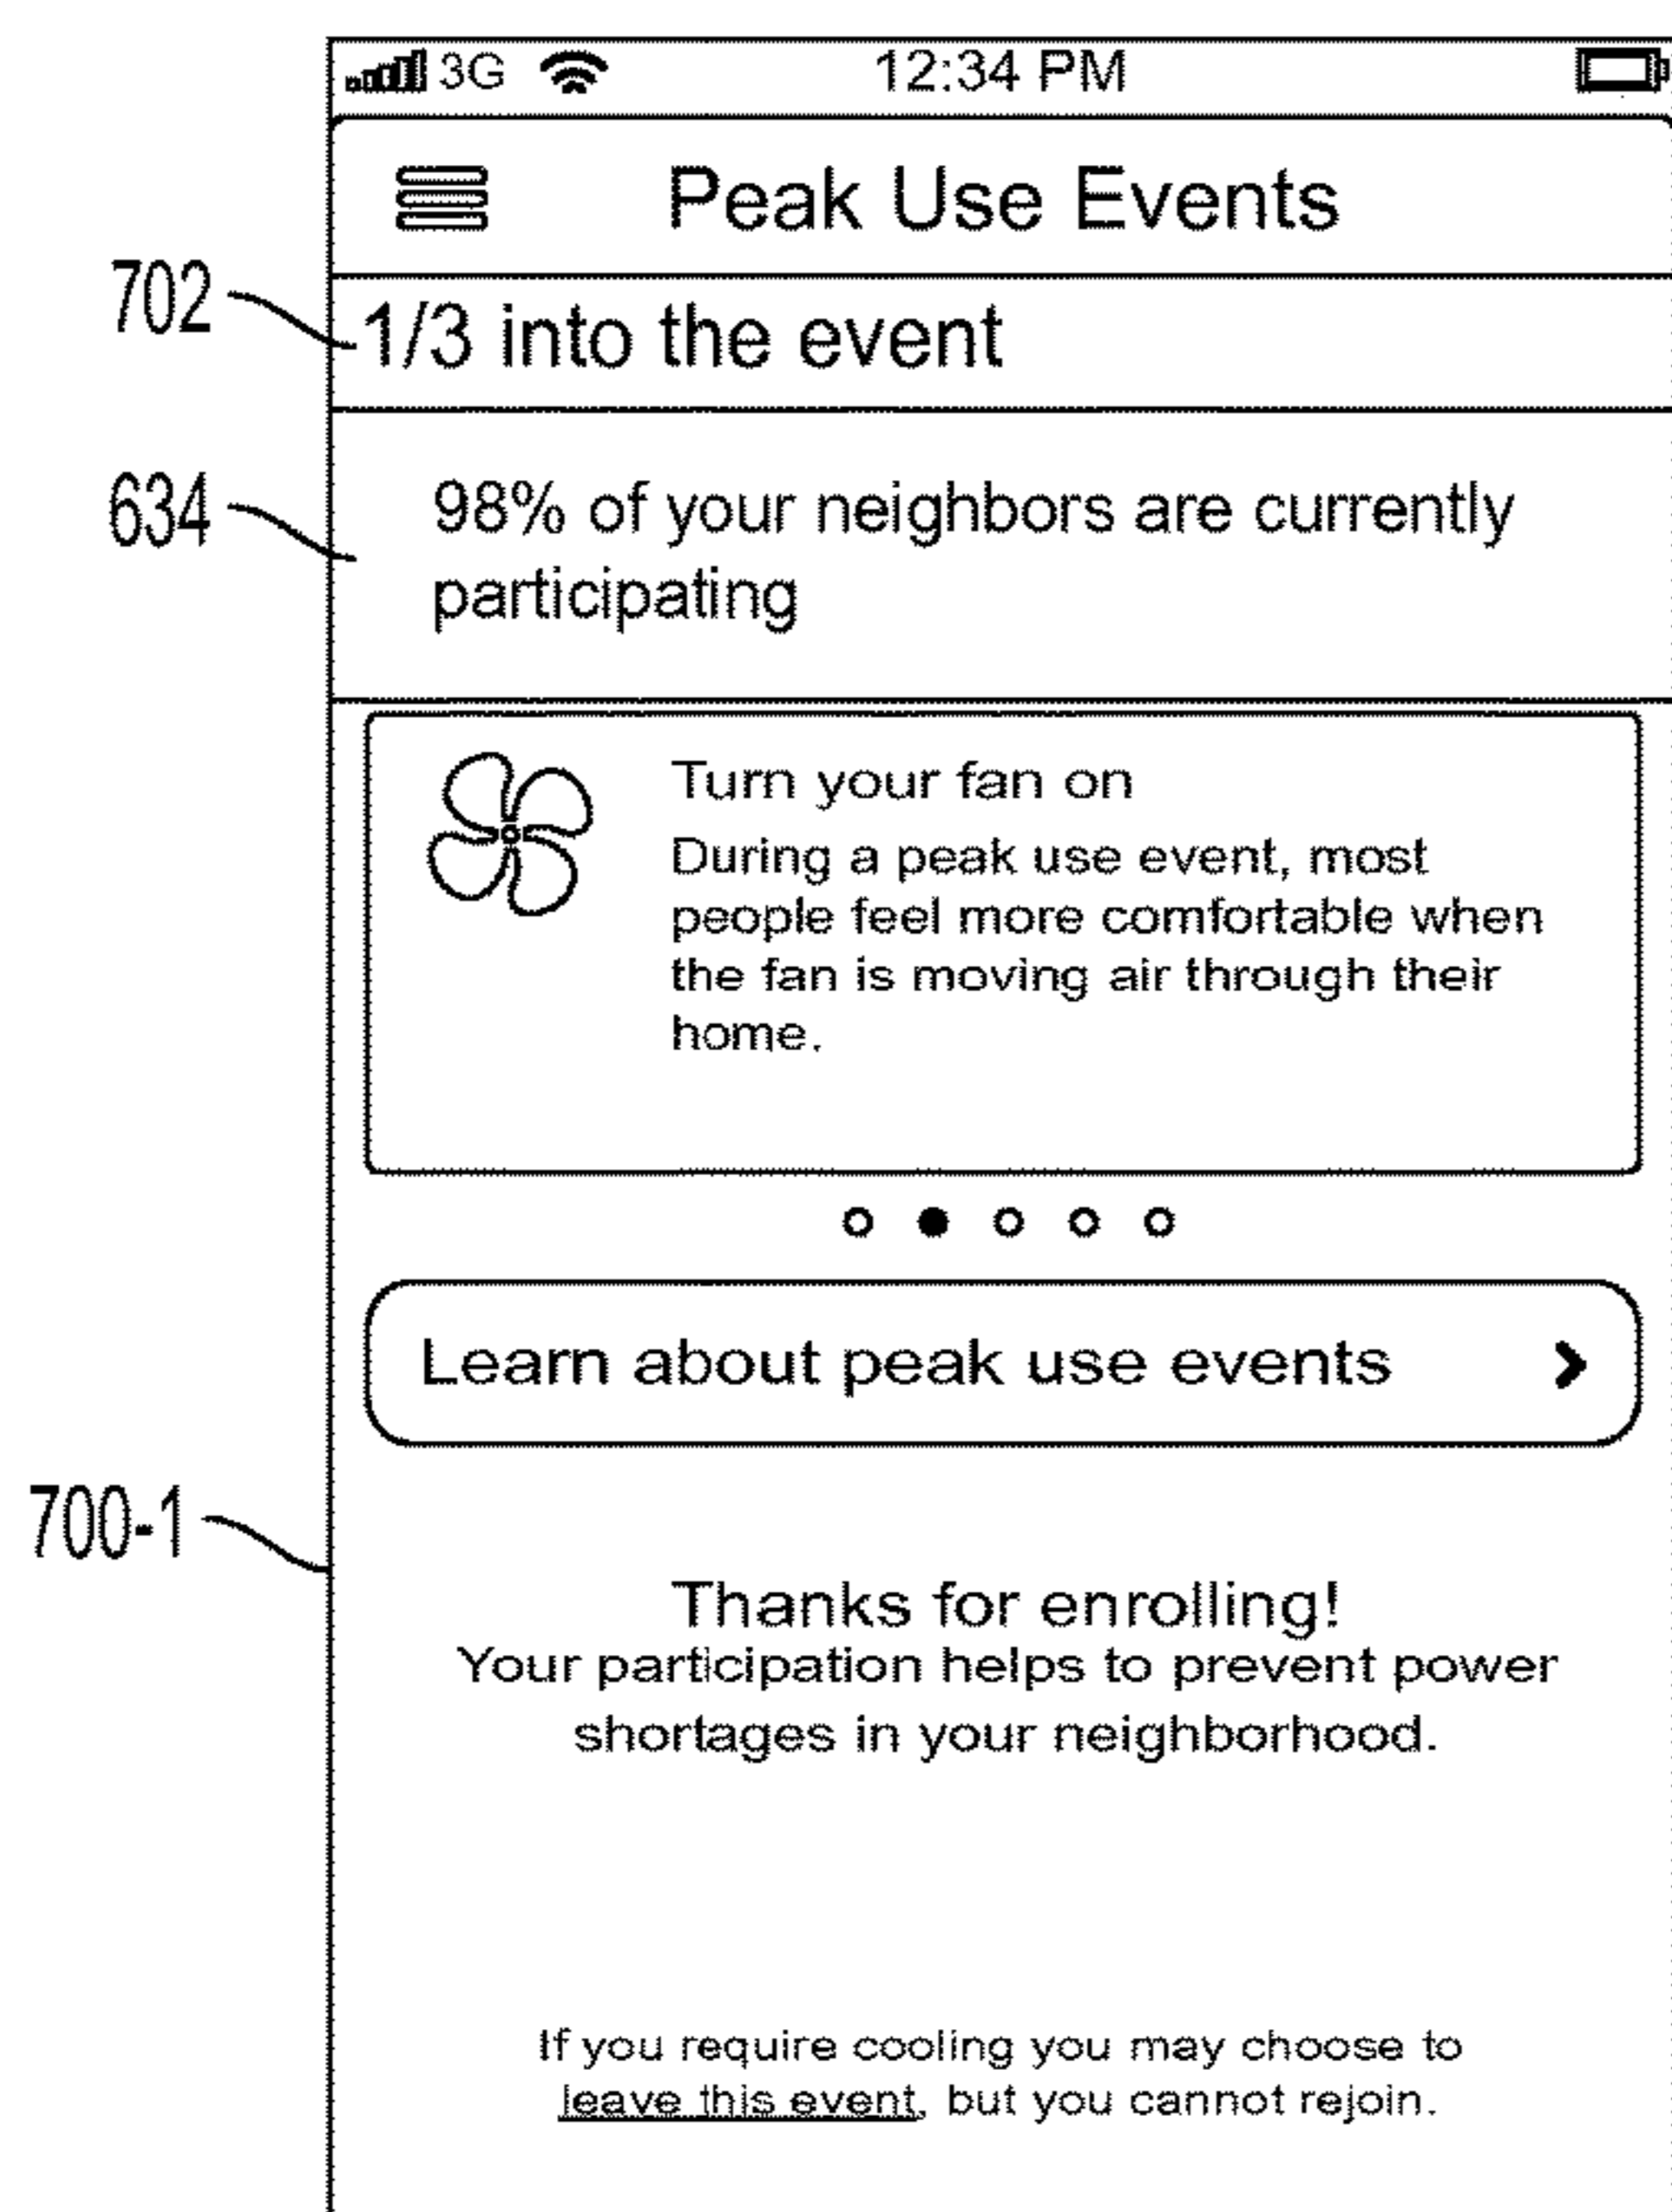 3G 12:34 PM
Peak Use Events
702
1/3 into the event
634
98% of your neighbors are currently
participating
Turn your fan on
During a peak use event, most
people feel more comfortable when
the fan is moving air through their
home.
Learn about peak use events
700-1
Thanks for enrolling!
Your participation helps to prevent power
shortages in your neighborhood.
If you require cooling you may choose to
leave this event, but you cannot rejoin.